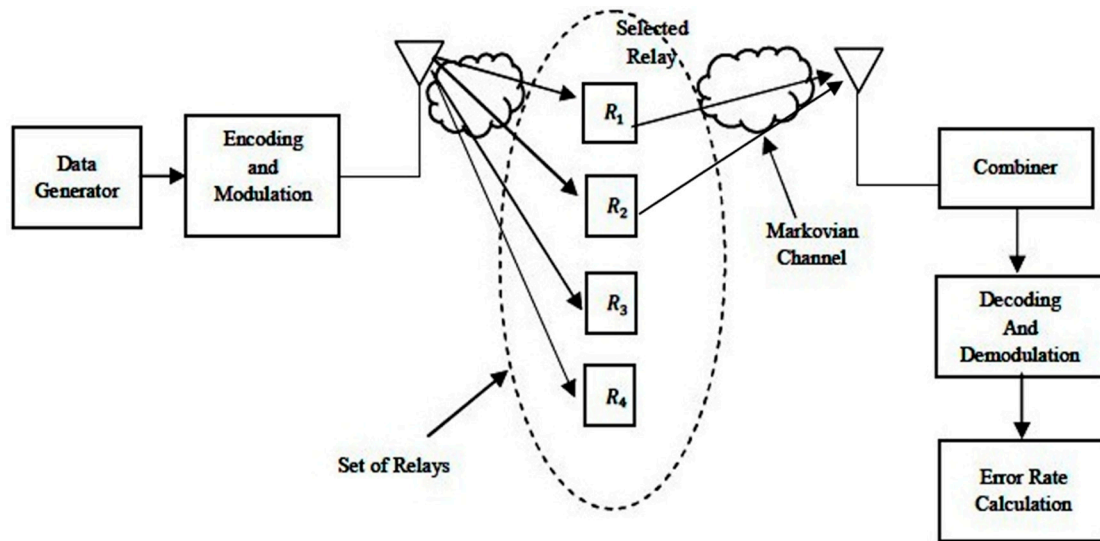 Data
Generator
Encoding
and
Modulation
Selected
Relay
R₁
R₂
R₃
R₄
Set of Relays
Markovian
Channel
Combiner
Decoding
And
Demodulation
Error Rate
Calculation